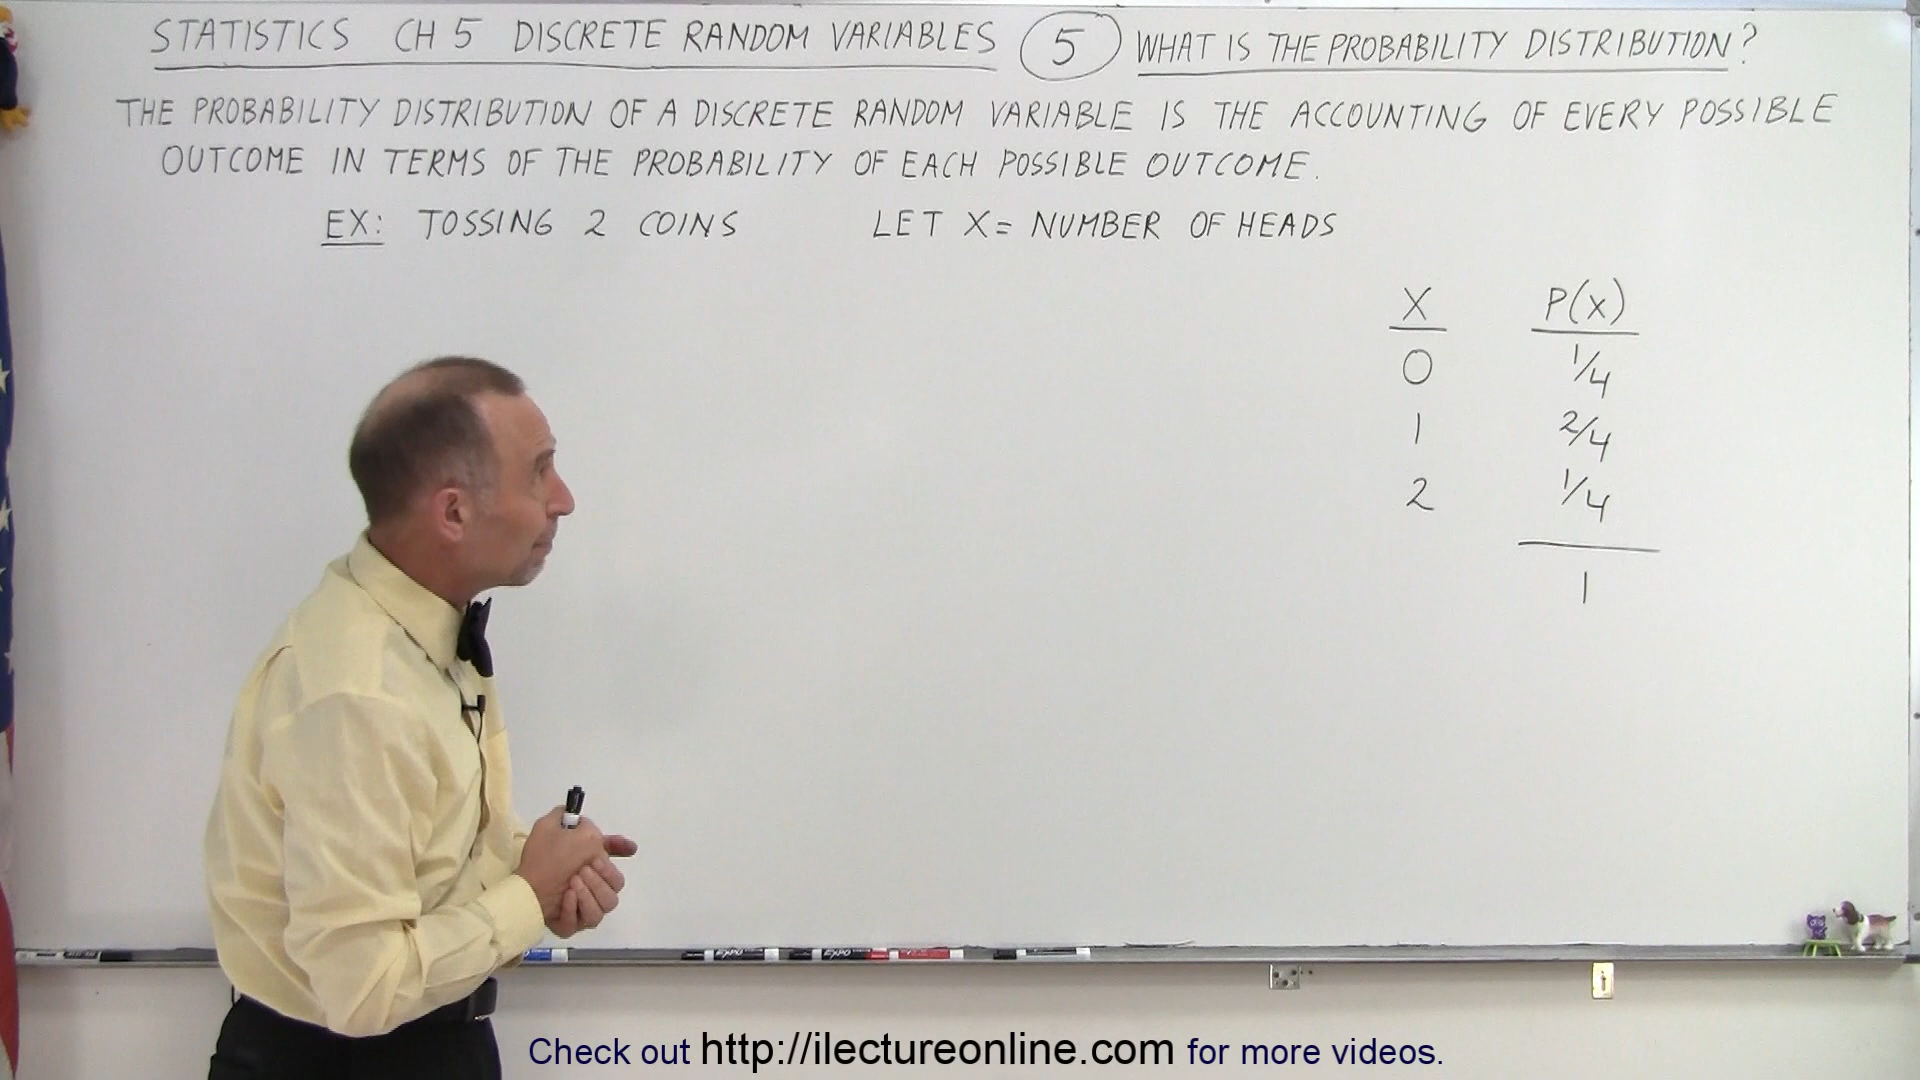 STATISTICS CH 5 DISCRETE RANDOM VARIABLES 5 WHAT IS THE PROBABILITY DISTRIBUTION?
THE PROBABILITY DISTRIBUTION OF A DISCRETE RANDOM VARIABLE IS THE ACCOUNTING OF EVERY POSSIBLE
OUTCOME IN TERMS OF THE PROBABILITY OF EACH POSSIBLE OUTCOME.
EX: TOSSING 2 COINS LET X = NUMBER OF HEADS
X P(x)
0 1/4
1 2/4
2 1/4
1
EXPO EXPO
Check out http://ilectureonline.com for more videos.